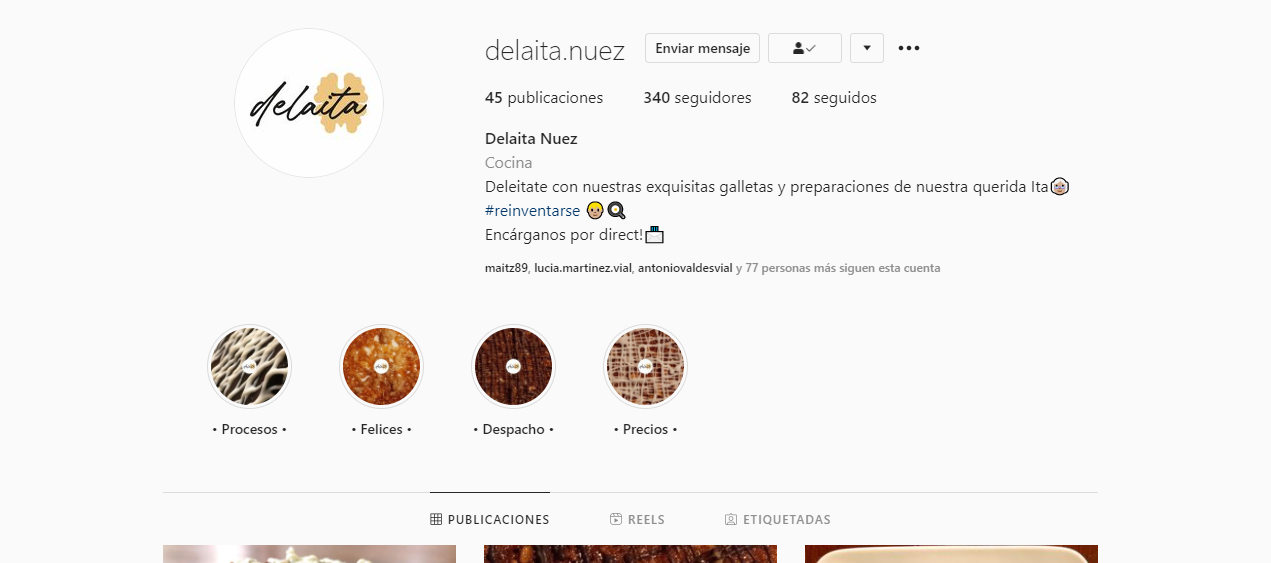 delaita
delaita.nuez Enviar mensaje
45 publicaciones 340 seguidores 82 seguidos
Delaita Nuez
Cocina
Deleitate con nuestras exquisitas galletas y preparaciones de nuestra querida Ita👵🏼
#reinventarse 👨🏼‍🍳
Encárganos por direct!📩
maitz89, lucia.martinez.vial, antoniovaldesvial y 77 personas más siguen esta cuenta
• Procesos • • Felices • • Despacho • • Precios •
PUBLICACIONES REELS ETIQUETADAS